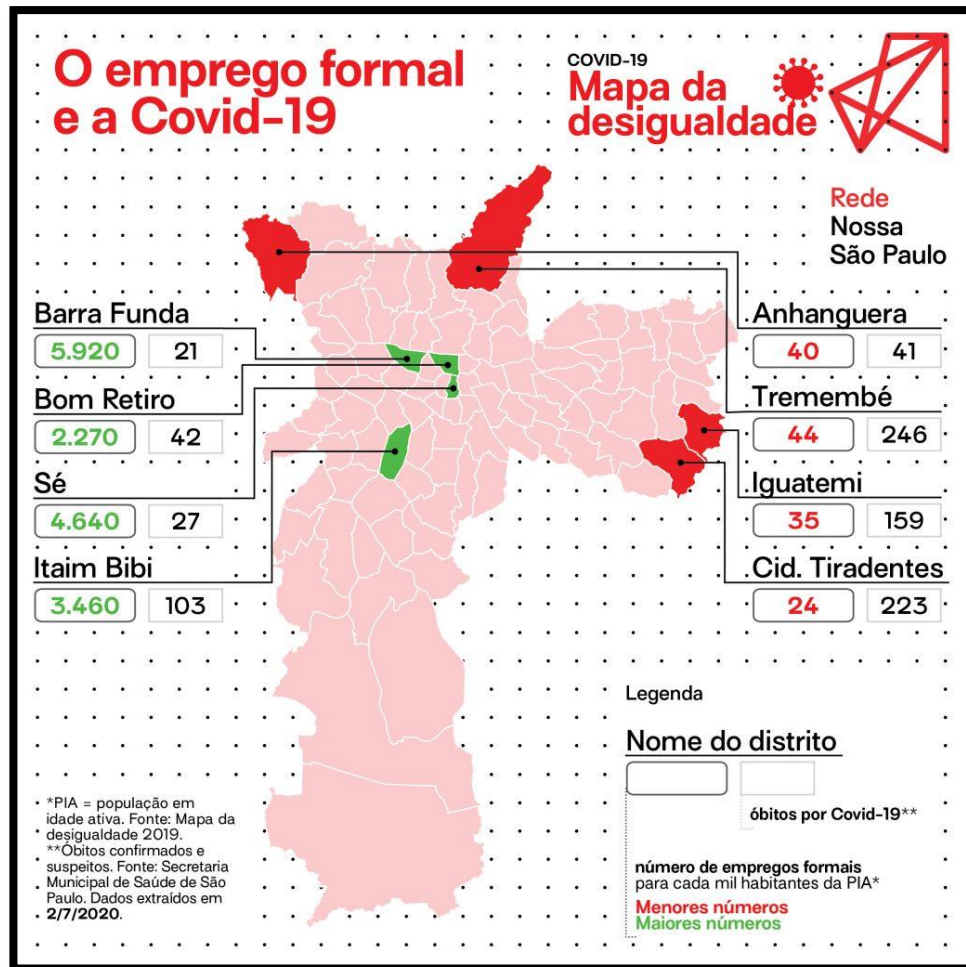 O emprego formal
e a Covid-19
COVID-19
Mapa da
desigualdade
Rede
Nossa
São Paulo
Barra Funda
5.920 21
Bom Retiro
2.270 42
Sé
4.640 27
Itaim Bibi
3.460 103
Anhanguera
40 41
Tremembé
44 246
Iguatemi
35 159
Cid. Tiradentes
24 223
Legenda
Nome do distrito
óbitos por Covid-19**
número de empregos formais
para cada mil habitantes da PIA*
Menores números
Maiores números
*PIA = população em
idade ativa. Fonte: Mapa da
desigualdade 2019.
**Óbitos confirmados e
suspeitos. Fonte: Secretaria
Municipal de Saúde de São
Paulo. Dados extraídos em
2/7/2020.